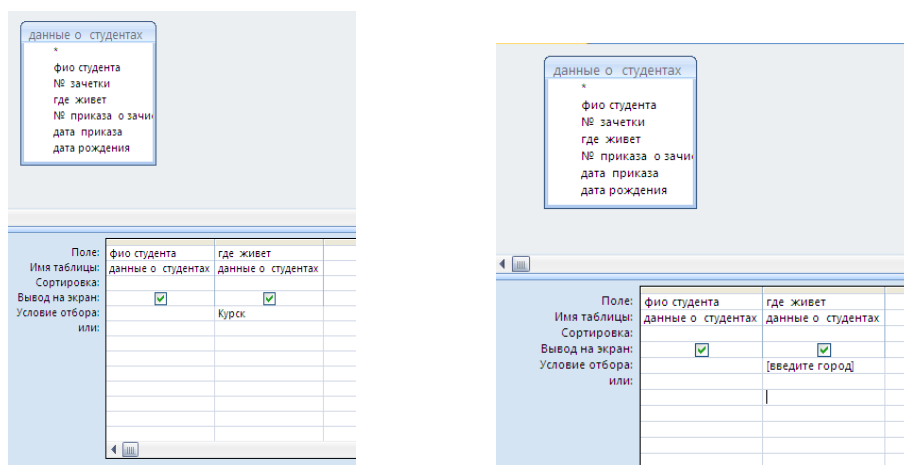 данные о студентах
*
фио студента
№ зачетки
где живет
№ приказа о зачи
дата приказа
дата рождения
Поле: фио студента где живет
Имя таблицы: данные о студентах данные о студентах
Сортировка:
Вывод на экран:
Условие отбора: Курск
или:
данные о студентах
*
фио студента
№ зачетки
где живет
№ приказа о зачис
дата приказа
дата рождения
Поле: фио студента где живет
Имя таблицы: данные о студентах данные о студентах
Сортировка:
Вывод на экран:
Условие отбора: [введите город]
или: